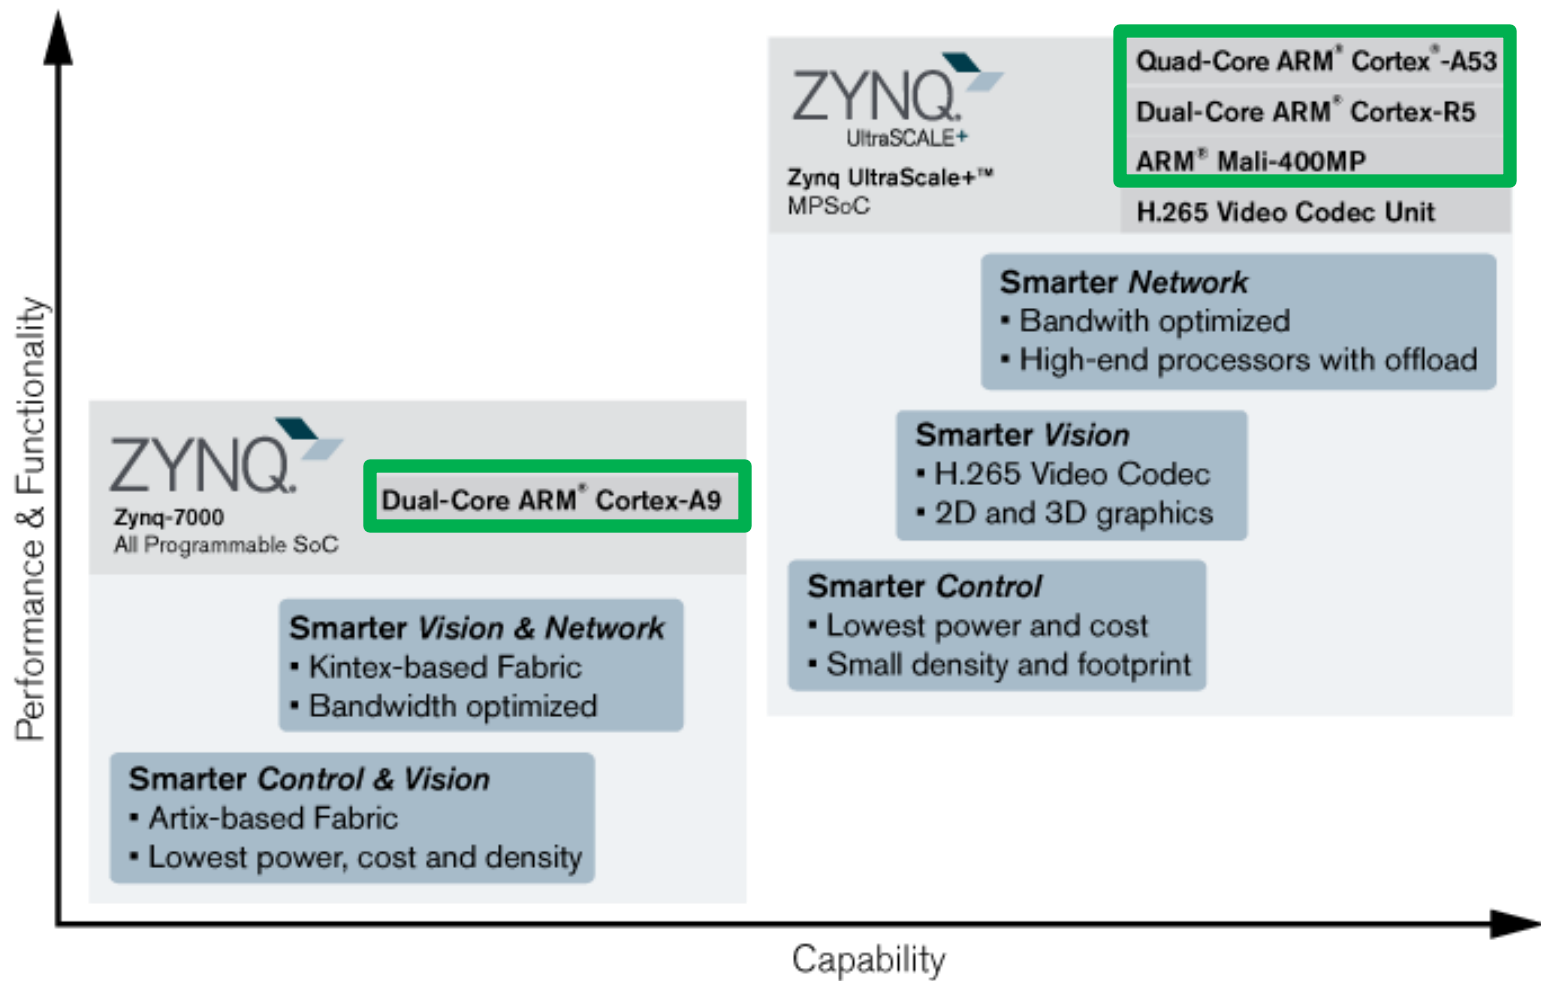 Performance & Functionality
ZYNQ.
UltraSCALE+
Zynq UltraScale+™
MPSoC
Quad-Core ARM® Cortex®-A53
Dual-Core ARM® Cortex-R5
ARM® Mali-400MP
H.265 Video Codec Unit
Smarter Network
▪ Bandwith optimized
▪ High-end processors with offload
Smarter Vision
▪ H.265 Video Codec
▪ 2D and 3D graphics
Smarter Control
▪ Lowest power and cost
▪ Small density and footprint
ZYNQ.
Zynq-7000
All Programmable SoC
Dual-Core ARM® Cortex-A9
Smarter Vision & Network
▪ Kintex-based Fabric
▪ Bandwidth optimized
Smarter Control & Vision
▪ Artix-based Fabric
▪ Lowest power, cost and density
Capability